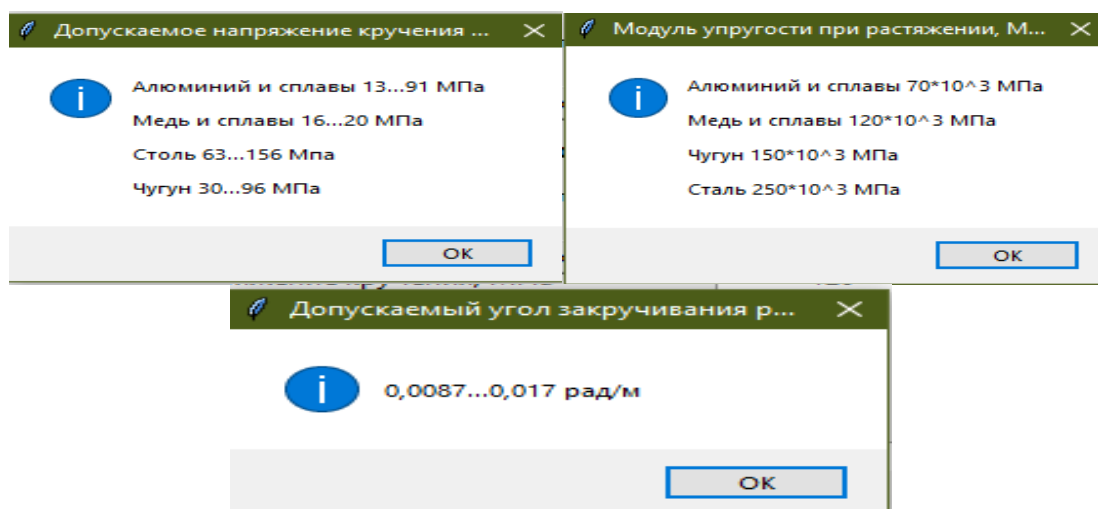 Допускаемое напряжение кручения ...
Алюминий и сплавы 13...91 МПа
Медь и сплавы 16...20 МПа
Столь 63...156 Мпа
Чугун 30...96 МПа
OK
Модуль упругости при растяжении, М...
Алюминий и сплавы 70*10^3 МПа
Медь и сплавы 120*10^3 МПа
Чугун 150*10^3 МПа
Сталь 250*10^3 МПа
OK
Допускаемый угол закручивания р...
0,0087...0,017 рад/м
OK